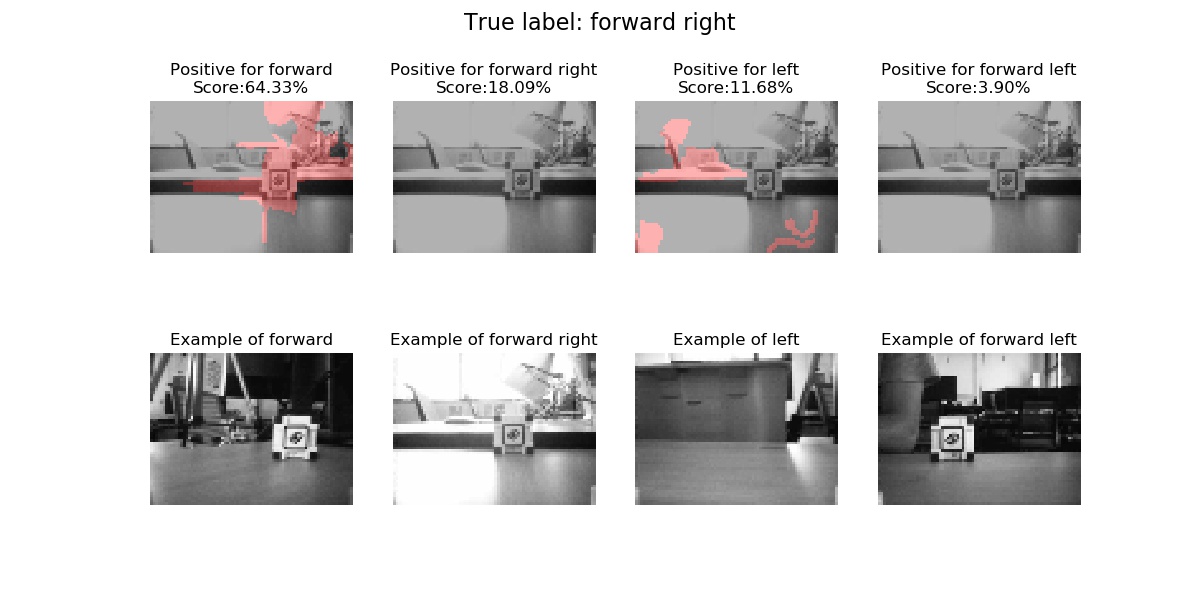 True label: forward right
Positive for forward
Score:64.33%
Positive for forward right
Score:18.09%
Positive for left
Score:11.68%
Positive for forward left
Score:3.90%
Example of forward
Example of forward right
Example of left
Example of forward left